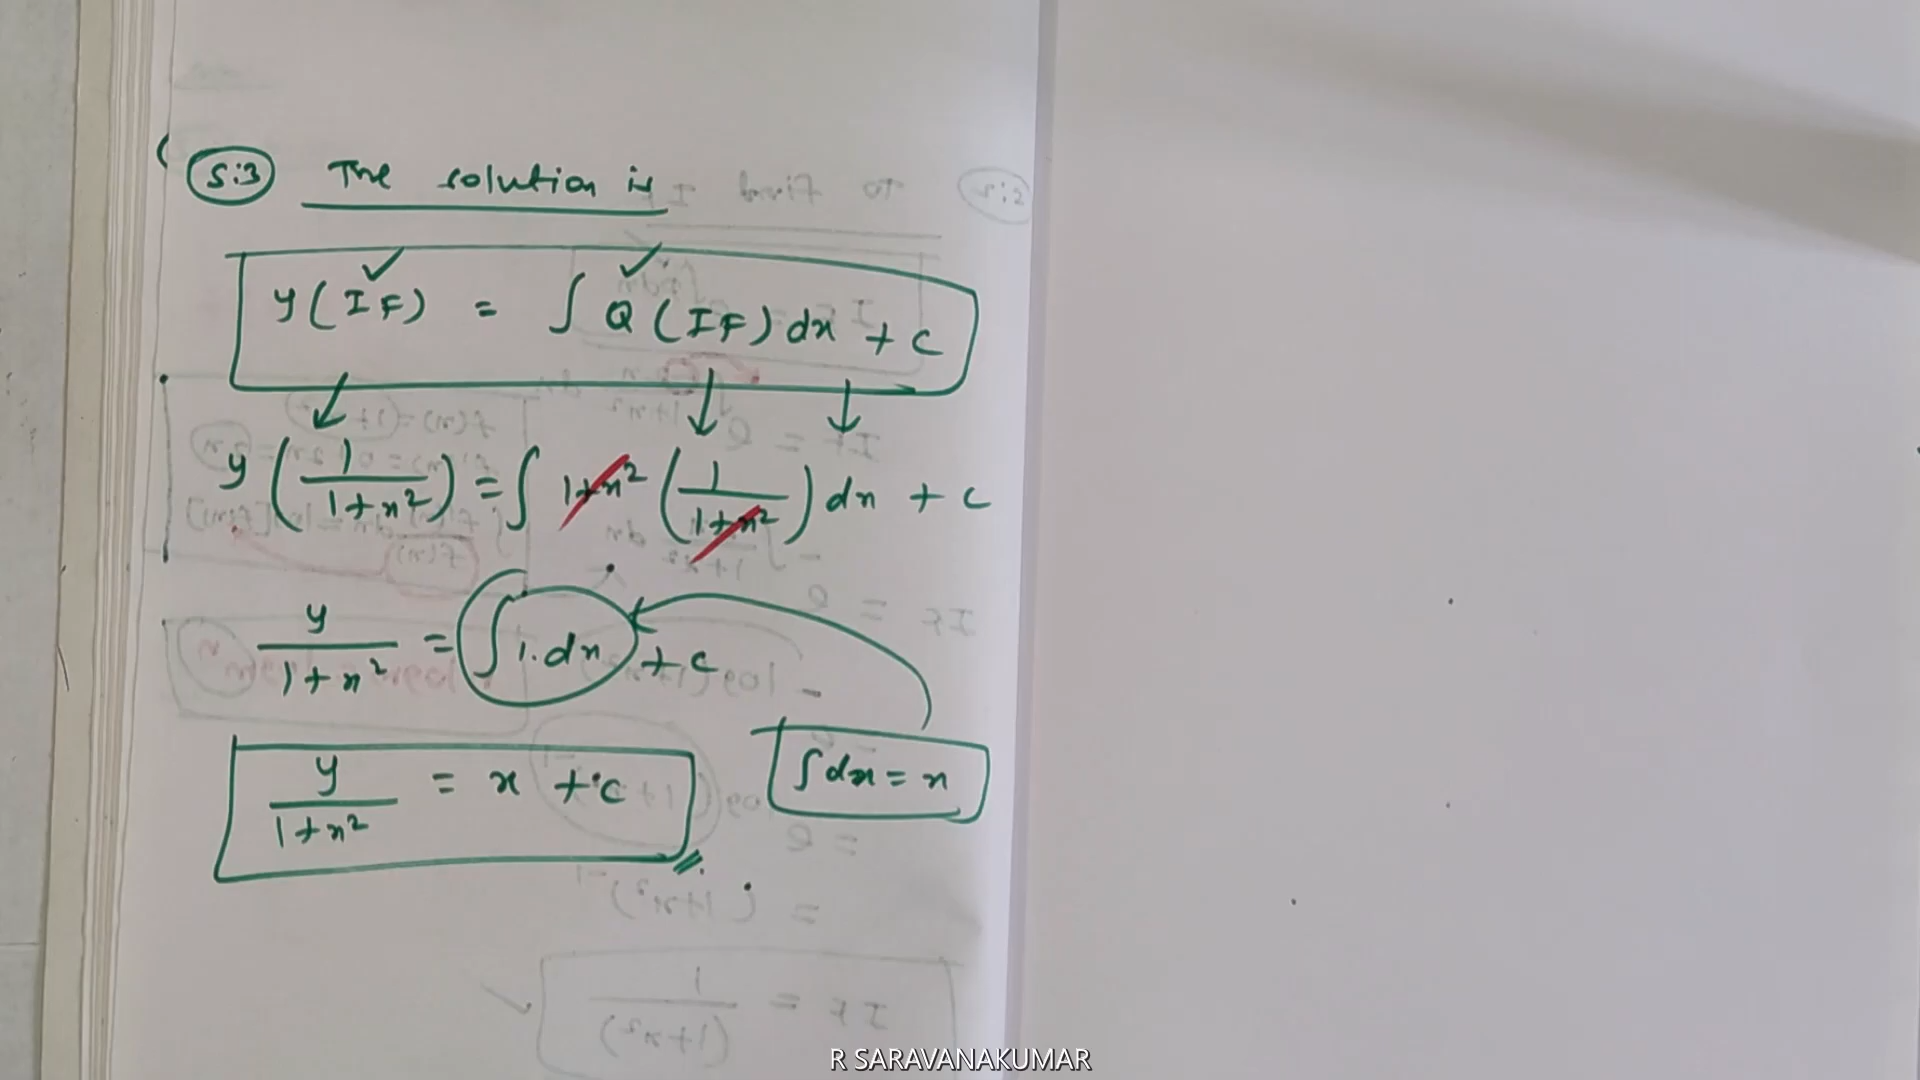 S:3 The solution is
y(IF) = ∫ Q (IF) dx + c
y (1/(1+x²)) = ∫ 1+x² (1/(1+x²)) dx + c
y/(1+x²) = ∫ 1.dx + c
∫dx = x
y/(1+x²) = x + c
R SARAVANAKUMAR